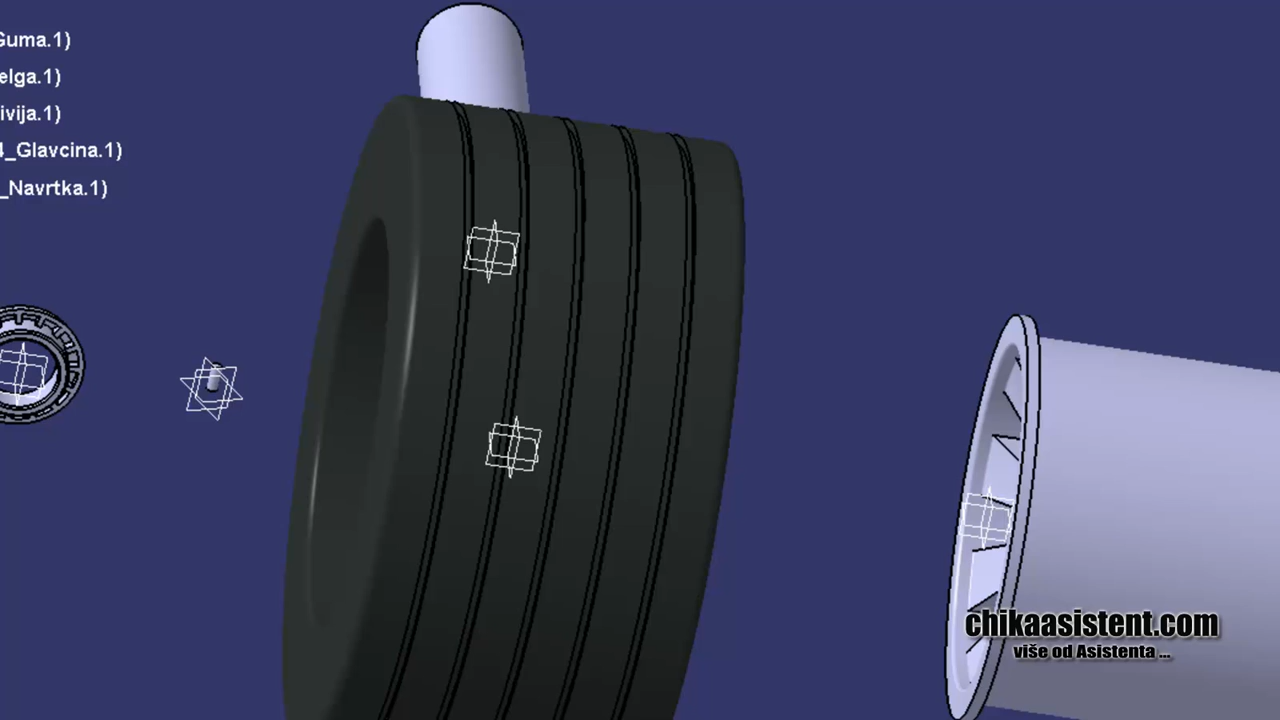 Guma.1)
elga.1)
ivija.1)
4_Glavcina.1)
_Navrtka.1)
chikaasistent.com
više od Asistenta ...